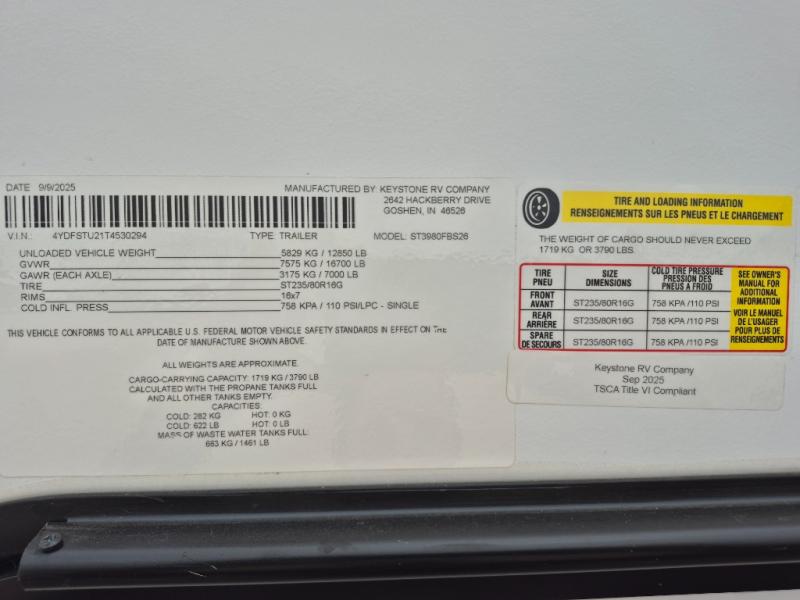 DATE 9/9/2025 MANUFACTURED BY: KEYSTONE RV COMPANY
2642 HACKBERRY DRIVE
GOSHEN, IN 46526
V.I.N.: 4YDFSTU21T4530294 TYPE: TRAILER MODEL: ST3980FBS26
UNLOADED VEHICLE WEIGHT 5829 KG / 12850 LB
GVWR 7575 KG / 16700 LB
GAWR (EACH AXLE) 3175 KG / 7000 LB
TIRE ST235/80R16G
RIMS 16x7
COLD INFL. PRESS 758 KPA / 110 PSI/LPC - SINGLE
THIS VEHICLE CONFORMS TO ALL APPLICABLE U.S. FEDERAL MOTOR VEHICLE SAFETY STANDARDS IN EFFECT ON THE
DATE OF MANUFACTURE SHOWN ABOVE.
ALL WEIGHTS ARE APPROXIMATE.
CARGO-CARRYING CAPACITY: 1719 KG / 3790 LB
CALCULATED WITH THE PROPANE TANKS FULL
AND ALL OTHER TANKS EMPTY.
CAPACITIES:
COLD: 282 KG HOT: 0 KG
COLD: 622 LB HOT: 0 LB
MASS OF WASTE WATER TANKS FULL:
663 KG / 1461 LB
TIRE AND LOADING INFORMATION
RENSEIGNEMENTS SUR LES PNEUS ET LE CHARGEMENT
THE WEIGHT OF CARGO SHOULD NEVER EXCEED
1719 KG OR 3790 LBS.
TIRE
PNEU
SIZE
DIMENSIONS
COLD TIRE PRESSURE
PRESSION DES
PNEUS A FROID
FRONT
AVANT
ST235/80R16G 758 KPA /110 PSI
REAR
ARRIÈRE
ST235/80R16G 758 KPA /110 PSI
SPARE
DE SECOURS
ST235/80R16G 758 KPA /110 PSI
SEE OWNER'S
MANUAL FOR
ADDITIONAL
INFORMATION
VOIR LE MANUEL
DE L'USAGER
POUR PLUS DE
RENSEIGNEMENTS
Keystone RV Company
Sep 2025
TSCA Title VI Compliant